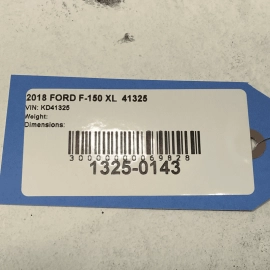 2018 FORD F-150 XL 41325
VIN: KD41325
Weight:
Dimensions:
30000000069828
1325-0143